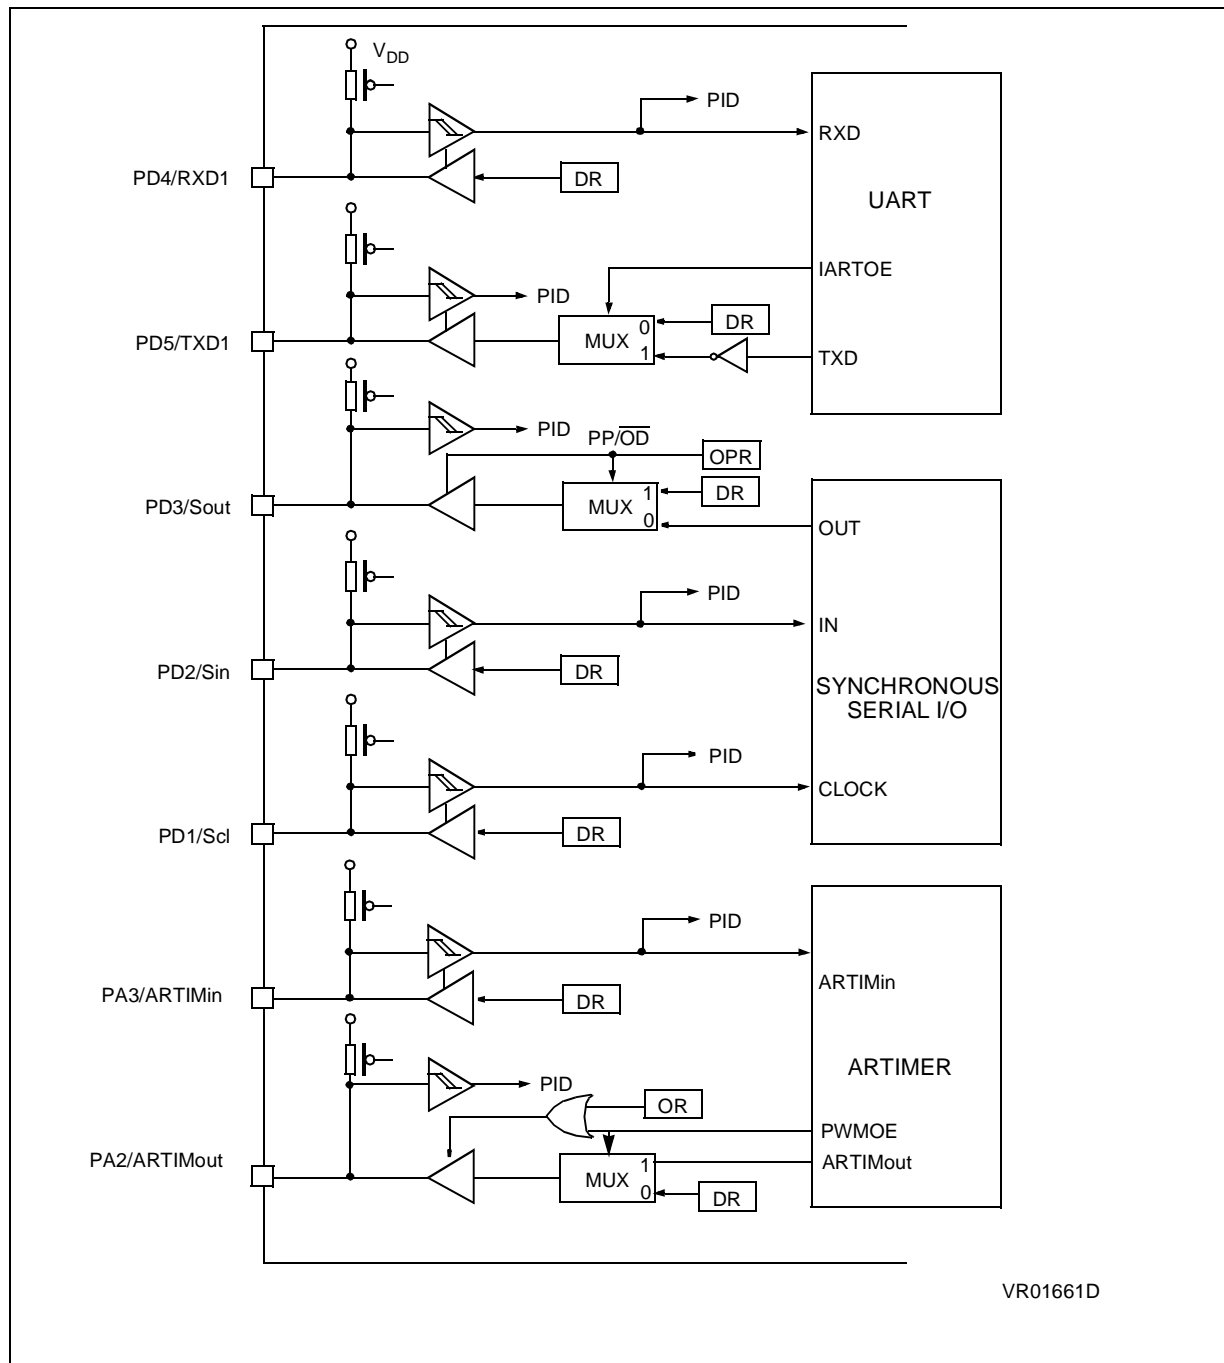 VDD
PID
RXD
PD4/RXD1
DR
UART
IARTOE
PID
DR
MUX
0
1
PD5/TXD1
TXD
PID
PP/OD
OPR
DR
PD3/Sout
MUX
1
0
OUT
PID
IN
PD2/Sin
DR
SYNCHRONOUS
SERIAL I/O
PID
CLOCK
PD1/Scl
DR
PID
ARTIMin
PA3/ARTIMin
DR
ARTIMER
PID
OR
PWMOE
PA2/ARTIMout
MUX
1
0
ARTIMout
DR
VR01661D